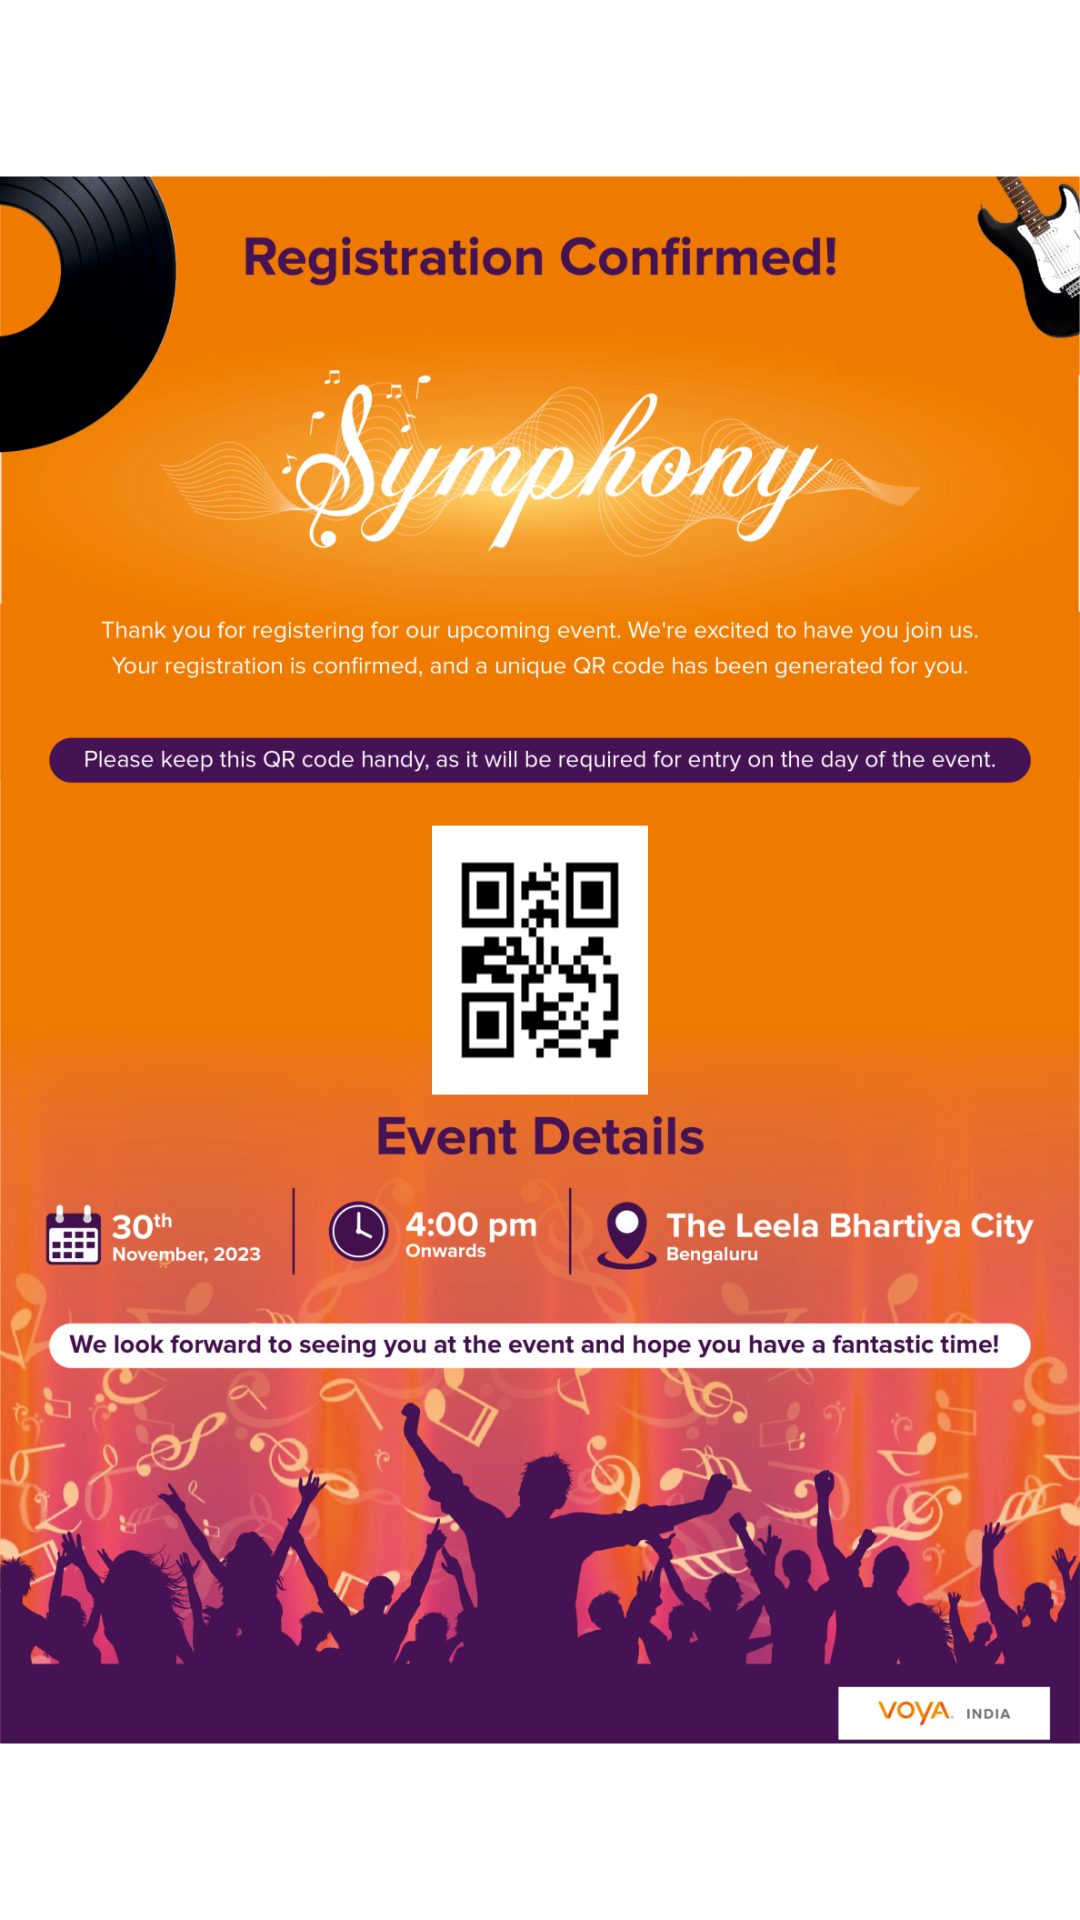 Registration Confirmed!
Symphony
Thank you for registering for our upcoming event. We're excited to have you join us.
Your registration is confirmed, and a unique QR code has been generated for you.
Please keep this QR code handy, as it will be required for entry on the day of the event.
Event Details
30th
November, 2023
4:00 pm
Onwards
The Leela Bhartiya City
Bengaluru
We look forward to seeing you at the event and hope you have a fantastic time!
VOYA INDIA